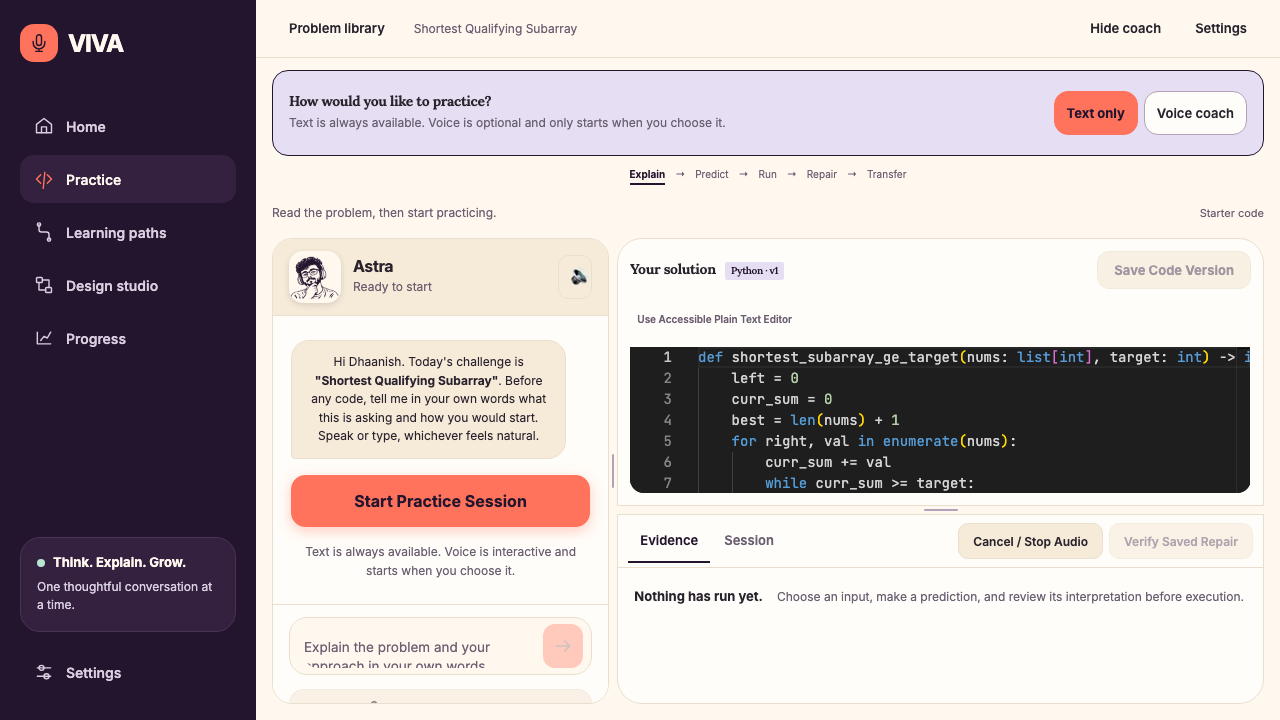 VIVA
Home
Practice
Learning paths
Design studio
Progress
Think. Explain. Grow.
One thoughtful conversation at
a time.
Settings
Problem library
Shortest Qualifying Subarray
Hide coach
Settings
How would you like to practice?
Text is always available. Voice is optional and only starts when you choose it.
Text only
Voice coach
Explain → Predict → Run → Repair → Transfer
Read the problem, then start practicing.
Starter code
Astra
Ready to start
Hi Dhaanish. Today's challenge is
"Shortest Qualifying Subarray". Before
any code, tell me in your own words what
this is asking and how you would start.
Speak or type, whichever feels natural.
Start Practice Session
Text is always available. Voice is interactive and
starts when you choose it.
Explain the problem and your
approach in your own words
Your solution
Python · v1
Save Code Version
Use Accessible Plain Text Editor
1 def shortest_subarray_ge_target(nums: list[int], target: int) -> i
2 left = 0
3 curr_sum = 0
4 best = len(nums) + 1
5 for right, val in enumerate(nums):
6 curr_sum += val
7 while curr_sum >= target:
Evidence
Session
Cancel / Stop Audio
Verify Saved Repair
Nothing has run yet. Choose an input, make a prediction, and review its interpretation before execution.